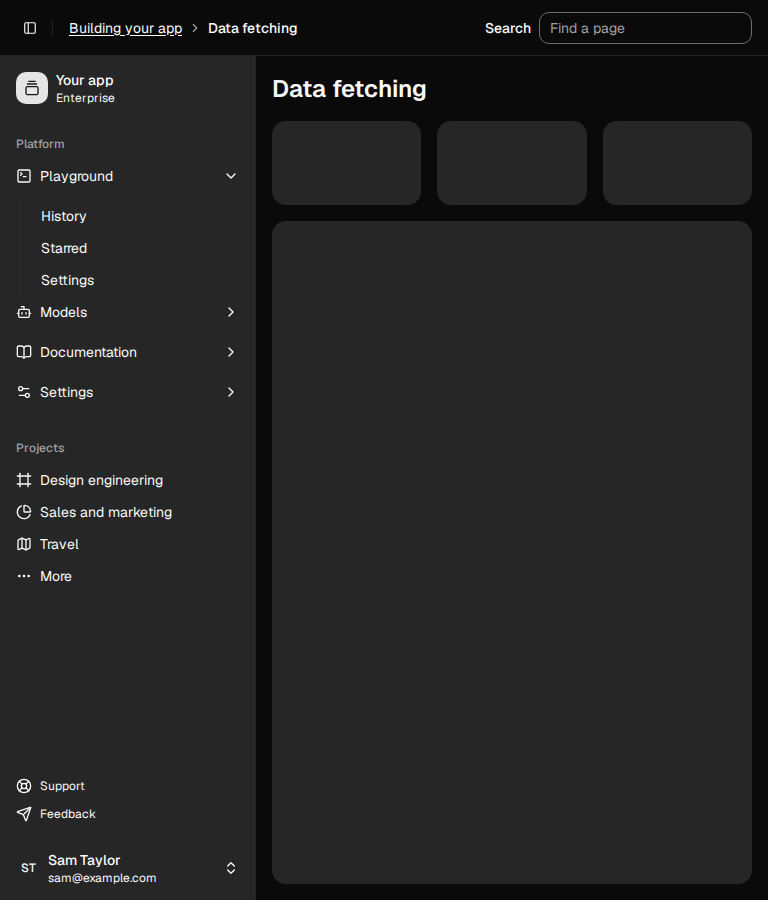 Building your app > Data fetching
Search Find a page
Your app
Enterprise
Platform
Playground
History
Starred
Settings
Models
Documentation
Settings
Projects
Design engineering
Sales and marketing
Travel
More
Support
Feedback
ST
Sam Taylor
sam@example.com
Data fetching